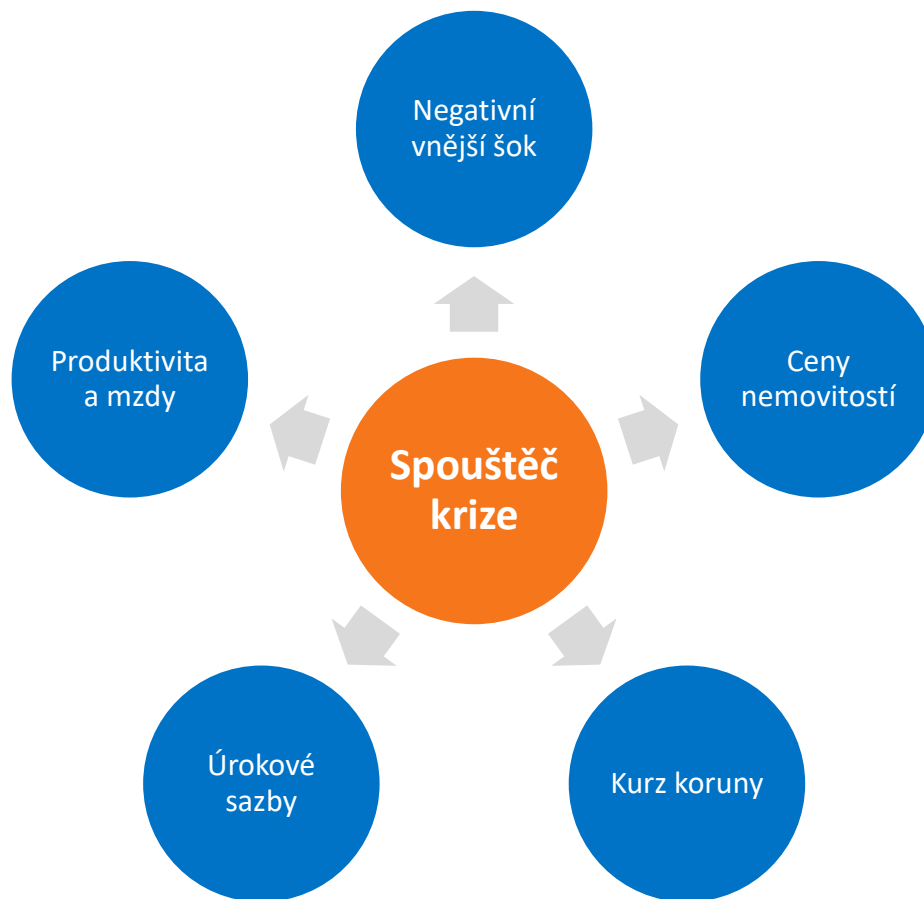 Negativní
vnější šok
Produktivita
a mzdy
Ceny
nemovitostí
Spouštěč
krize
Úrokové
sazby
Kurz koruny